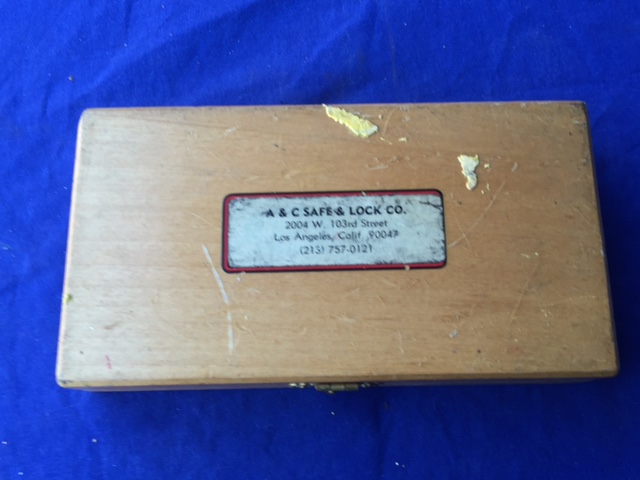 A & C SAFE & LOCK CO.
2004 W. 103rd Street
Los Angeles, Calif. 90047
(213) 757-0121